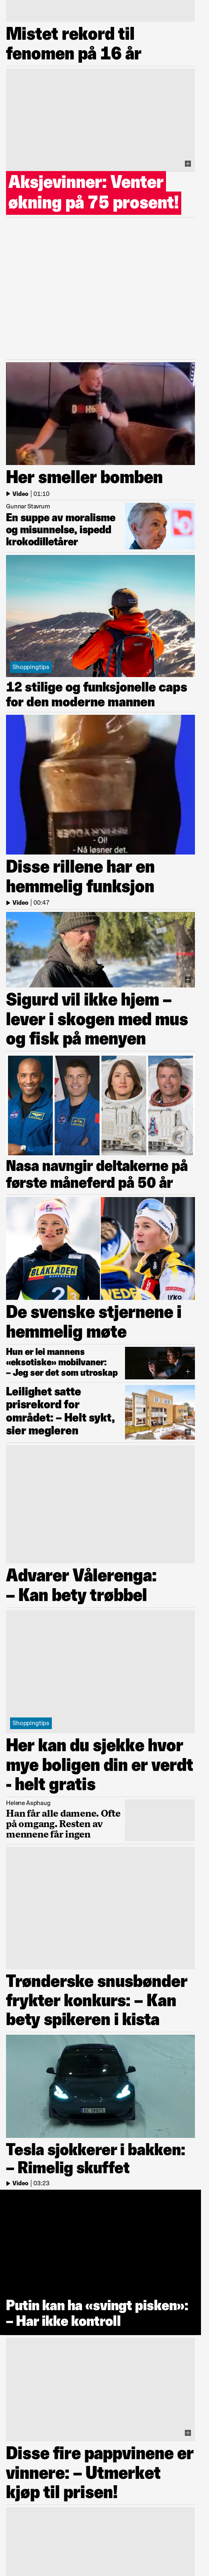 Mistet rekord til
fenomen på 16 år
Aksjevinner: Venter
økning på 75 prosent!
Her smeller bomben
Video | 01:10
Gunnar Stavrum
En suppe av moralisme
og misunnelse, ispedd
krokodilletårer
Shoppingtips
12 stilige og funksjonelle caps
for den moderne mannen
- Oi!
- Nå løsner det.
Disse rillene har en
hemmelig funksjon
Video | 00:47
Sigurd vil ikke hjem –
lever i skogen med mus
og fisk på menyen
Nasa navngir deltakerne på
første måneferd på 50 år
BLAKLÄDER
De svenske stjernene i
hemmelig møte
Hun er lei mannens
«eksotiske» mobilvaner:
– Jeg ser det som utroskap
Leilighet satte
prisrekord for
området: – Helt sykt,
sier megleren
Advarer Vålerenga:
– Kan bety trøbbel
Shoppingtips
Her kan du sjekke hvor
mye boligen din er verdt
- helt gratis
Helene Asphaug
Han får alle damene. Ofte
på omgang. Resten av
mennene får ingen
Trønderske snusbønder
frykter konkurs: – Kan
bety spikeren i kista
Tesla sjokkerer i bakken:
– Rimelig skuffet
Video | 03:23
Putin kan ha «svingt pisken»:
– Har ikke kontroll
Disse fire pappvinene er
vinnere: – Utmerket
kjøp til prisen!